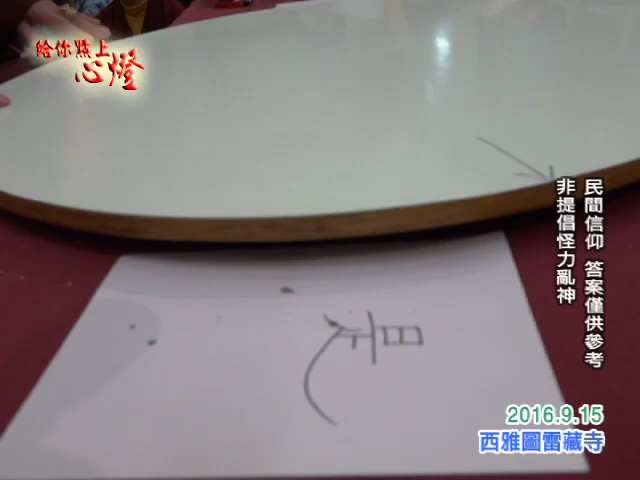 給你點上
心燈
民間信仰 答案僅供參考
非提倡怪力亂神
是
2016.9.15
西雅圖雷藏寺